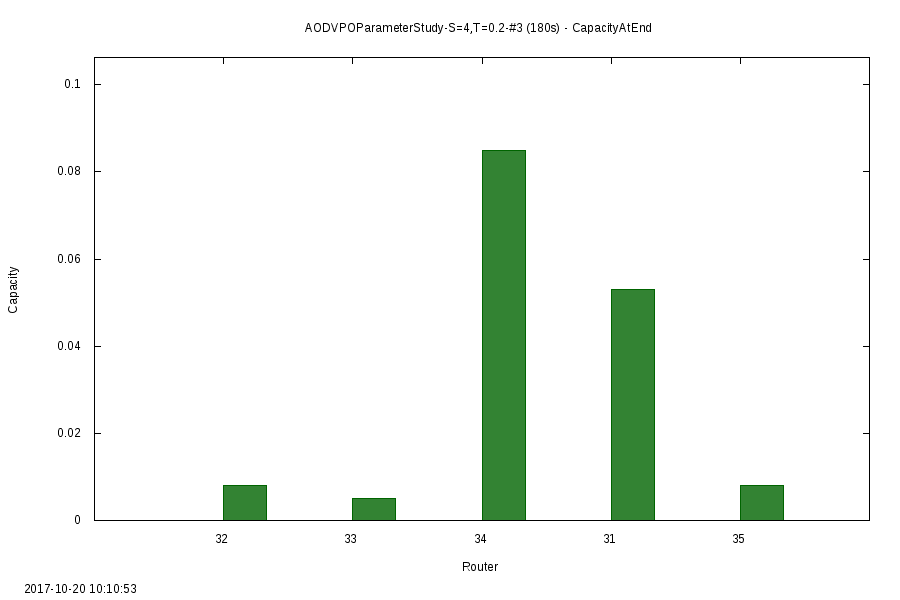 AODVPOParameterStudy-S=4,T=0.2-#3 (180s) - CapacityAtEnd
0.1
0.08
0.06
0.04
0.02
0
Capacity
32 33 34 31 35
Router
2017-10-20 10:10:53